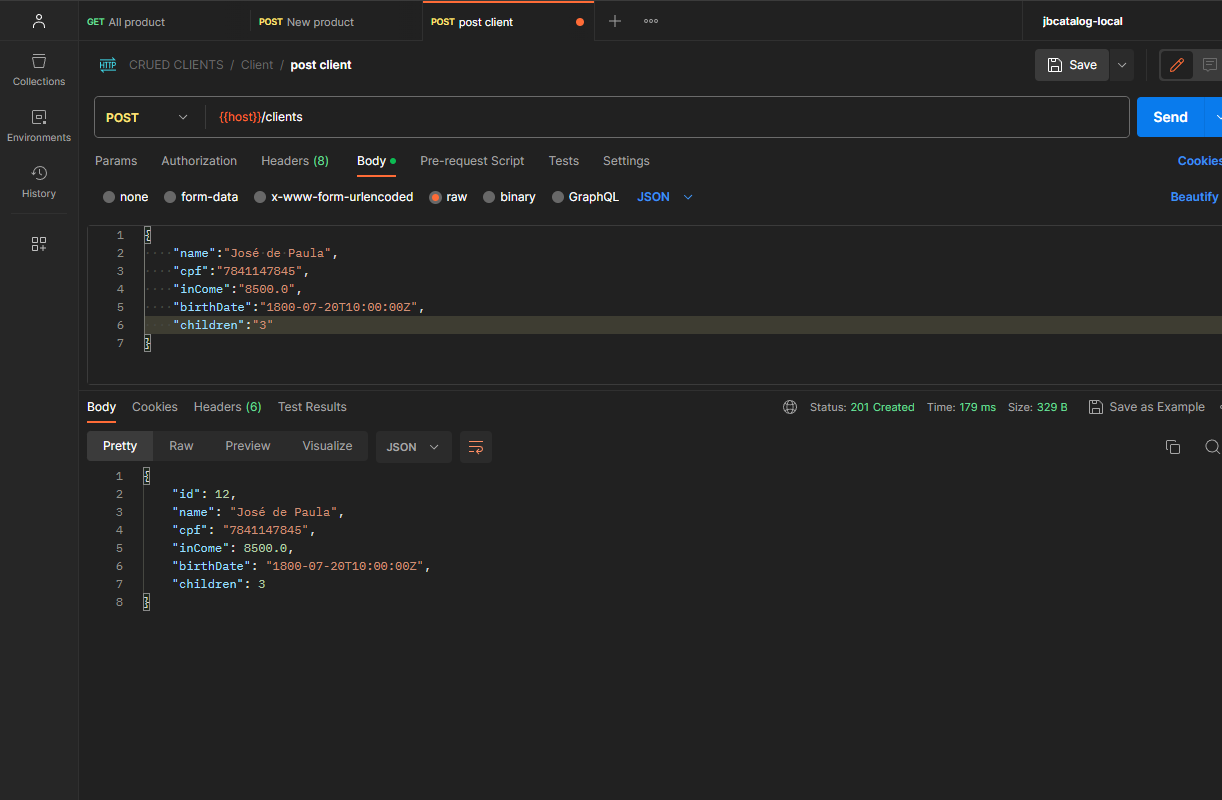 GET All product POST New product POST post client jbcatalog-local
HTTP CRUED CLIENTS / Client / post client Save
Collections
Environments
History
POST {{host}}/clients Send
Params Authorization Headers (8) Body Pre-request Script Tests Settings Cookies
none form-data x-www-form-urlencoded raw binary GraphQL JSON Beautify
1 {
2 "name":"José de Paula",
3 "cpf":"7841147845",
4 "inCome":"8500.0",
5 "birthDate":"1800-07-20T10:00:00Z",
6 "children":"3"
7 }
Body Cookies Headers (6) Test Results Status: 201 Created Time: 179 ms Size: 329 B Save as Example
Pretty Raw Preview Visualize JSON
1 {
2 "id": 12,
3 "name": "José de Paula",
4 "cpf": "7841147845",
5 "inCome": 8500.0,
6 "birthDate": "1800-07-20T10:00:00Z",
7 "children": 3
8 }